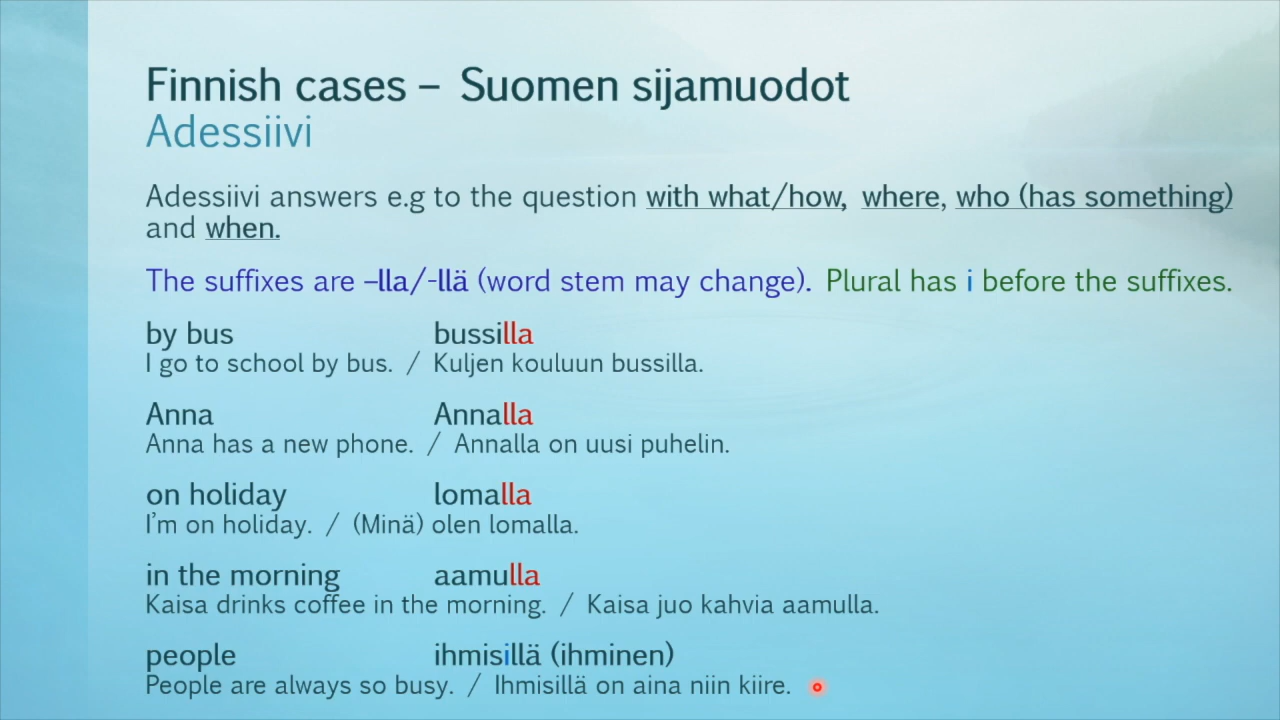 Finnish cases – Suomen sijamuodot
Adessiivi
Adessiivi answers e.g to the question with what/how, where, who (has something)
and when.
The suffixes are –lla/-llä (word stem may change). Plural has i before the suffixes.
by bus bussilla
I go to school by bus. / Kuljen kouluun bussilla.
Anna Annalla
Anna has a new phone. / Annalla on uusi puhelin.
on holiday lomalla
I'm on holiday. / (Minä) olen lomalla.
in the morning aamulla
Kaisa drinks coffee in the morning. / Kaisa juo kahvia aamulla.
people ihmisillä (ihminen)
People are always so busy. / Ihmisillä on aina niin kiire.